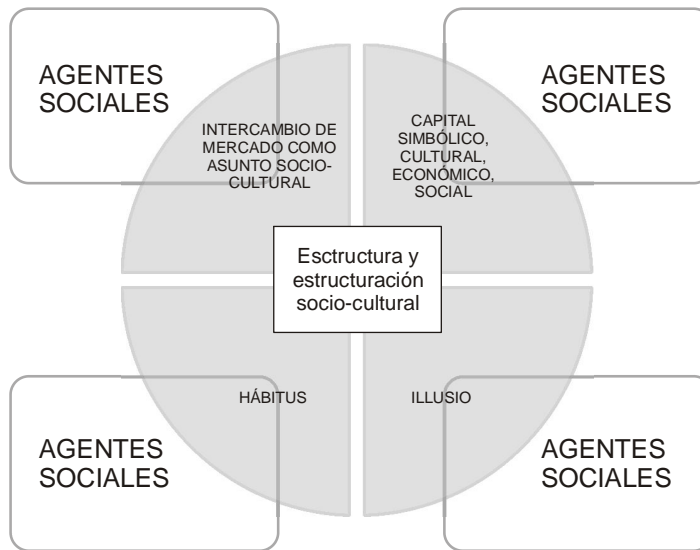 AGENTES
SOCIALES
AGENTES
SOCIALES
INTERCAMBIO DE
MERCADO COMO
ASUNTO SOCIO-
CULTURAL
CAPITAL
SIMBÓLICO,
CULTURAL,
ECONÓMICO,
SOCIAL
Esctructura y
estructuración
socio-cultural
HÁBITUS
ILLUSIO
AGENTES
SOCIALES
AGENTES
SOCIALES